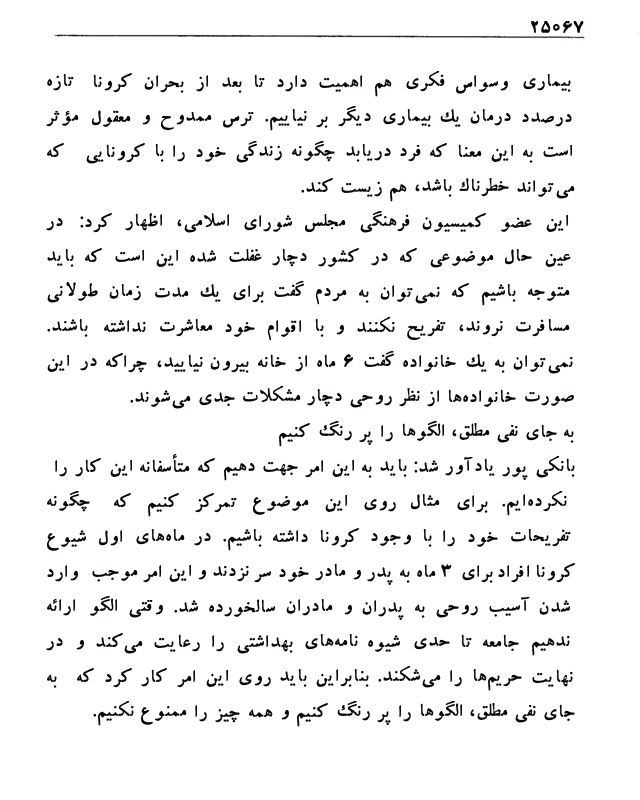 ۲۵۰۶۷
بیماری وسواس فکری هم اهمیت دارد تا بعد از بحران کرونا تازه
درصدد درمان یك بیماری دیگر بر نیاییم. ترس ممدوح و معقول مؤثر
است به این معنا که فرد دریابد چگونه زندگی خود را با کرونایی که
می‌تواند خطرناك باشد، هم زیست کند.
این عضو کمیسیون فرهنگی مجلس شورای اسلامی، اظهار کرد: در
عین حال موضوعی که در کشور دچار غفلت شده این است که باید
متوجه باشیم که نمی‌توان به مردم گفت برای یك مدت زمان طولانی
مسافرت نروند، تفریح نکنند و با اقوام خود معاشرت نداشته باشند.
نمی‌توان به یك خانواده گفت ۶ ماه از خانه بیرون نیایید، چراکه در این
صورت خانواده‌ها از نظر روحی دچار مشکلات جدی می‌شوند.
به جای نفی مطلق، الگوها را پر رنگ کنیم
بانکی پور یادآور شد: باید به این امر جهت دهیم که متأسفانه این کار را
نکرده‌ایم. برای مثال روی این موضوع تمرکز کنیم که چگونه
تفریحات خود را با وجود کرونا داشته باشیم. در ماه‌های اول شیوع
کرونا افراد برای ۳ ماه به پدر و مادر خود سر نزدند و این امر موجب وارد
شدن آسیب روحی به پدران و مادران سالخورده شد. وقتی الگو ارائه
ندهیم جامعه تا حدی شیوه نامه‌های بهداشتی را رعایت می‌کند و در
نهایت حریم‌ها را می‌شکند. بنابراین باید روی این امر کار کرد که به
جای نفی مطلق، الگوها را پر رنگ کنیم و همه چیز را ممنوع نکنیم.